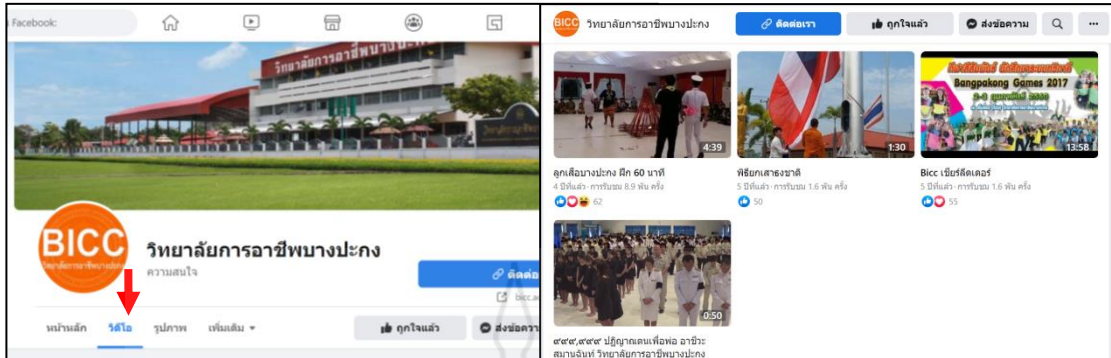 Facebook:
วิทยาลัยการอาชีพบางปะกง
BICC
วิทยาลัยการอาชีพบางปะกง
ความสนใจ
ติดต่อ
หน้าหลัก วิดีโอ รูปภาพ เพิ่มเติม
ถูกใจแล้ว ส่งข้อความ
BICC วิทยาลัยการอาชีพบางปะกง ติดต่อเรา ถูกใจแล้ว ส่งข้อความ
4:39
ลูกเสือบางปะกง ฝึก 60 นาที
4 ปีที่แล้ว · การรับชม 8.9 พัน ครั้ง
62
1:30
พิธียกเสาธงชาติ
5 ปีที่แล้ว · การรับชม 1.6 พัน ครั้ง
50
Bangpakong Games 2017
13:58
Bicc เชียร์ลีดเดอร์
5 ปีที่แล้ว · การรับชม 1.6 พัน ครั้ง
55
0:50
๙๙๙,๙๙๙ ปฏิญาณตนเพื่อพ่อ อาชีวะ
สมานฉันท์ วิทยาลัยการอาชีพบางปะกง